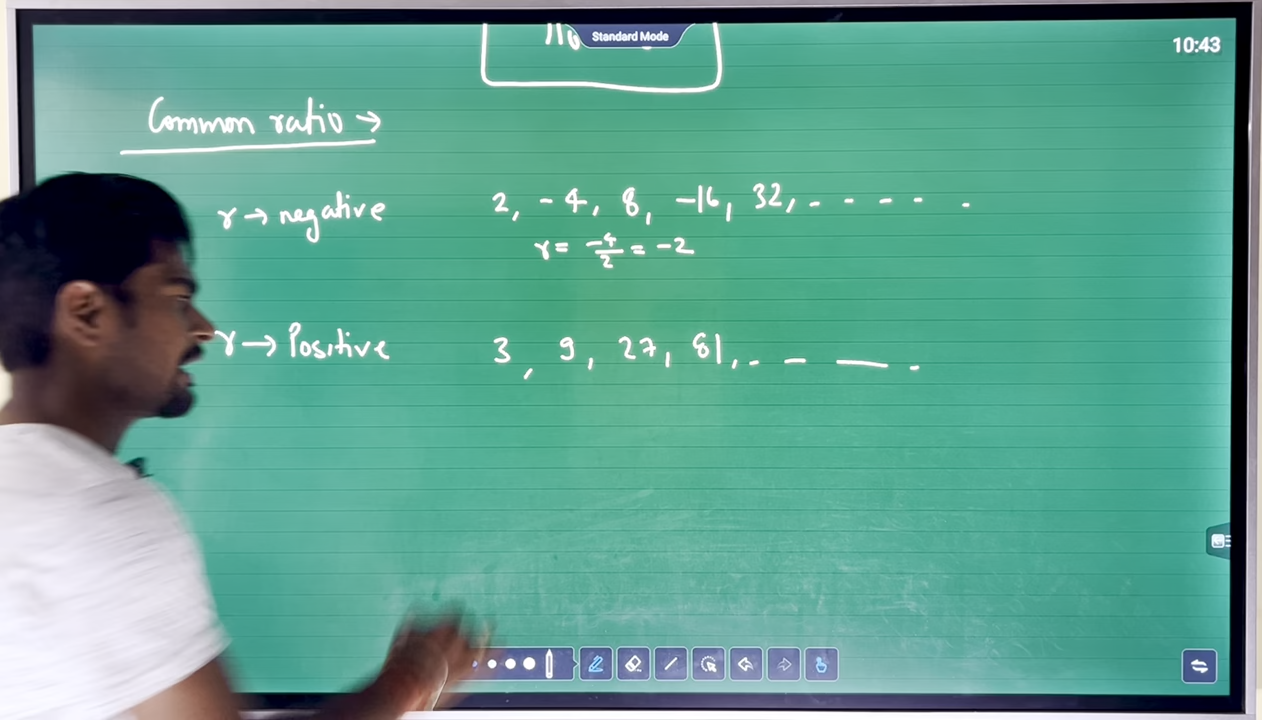 Standard Mode
10:43
Common ratio →
r → negative 2, -4, 8, -16, 32, - - - - .
r = -4/2 = -2
r → Positive 3, 9, 27, 81, . - — .